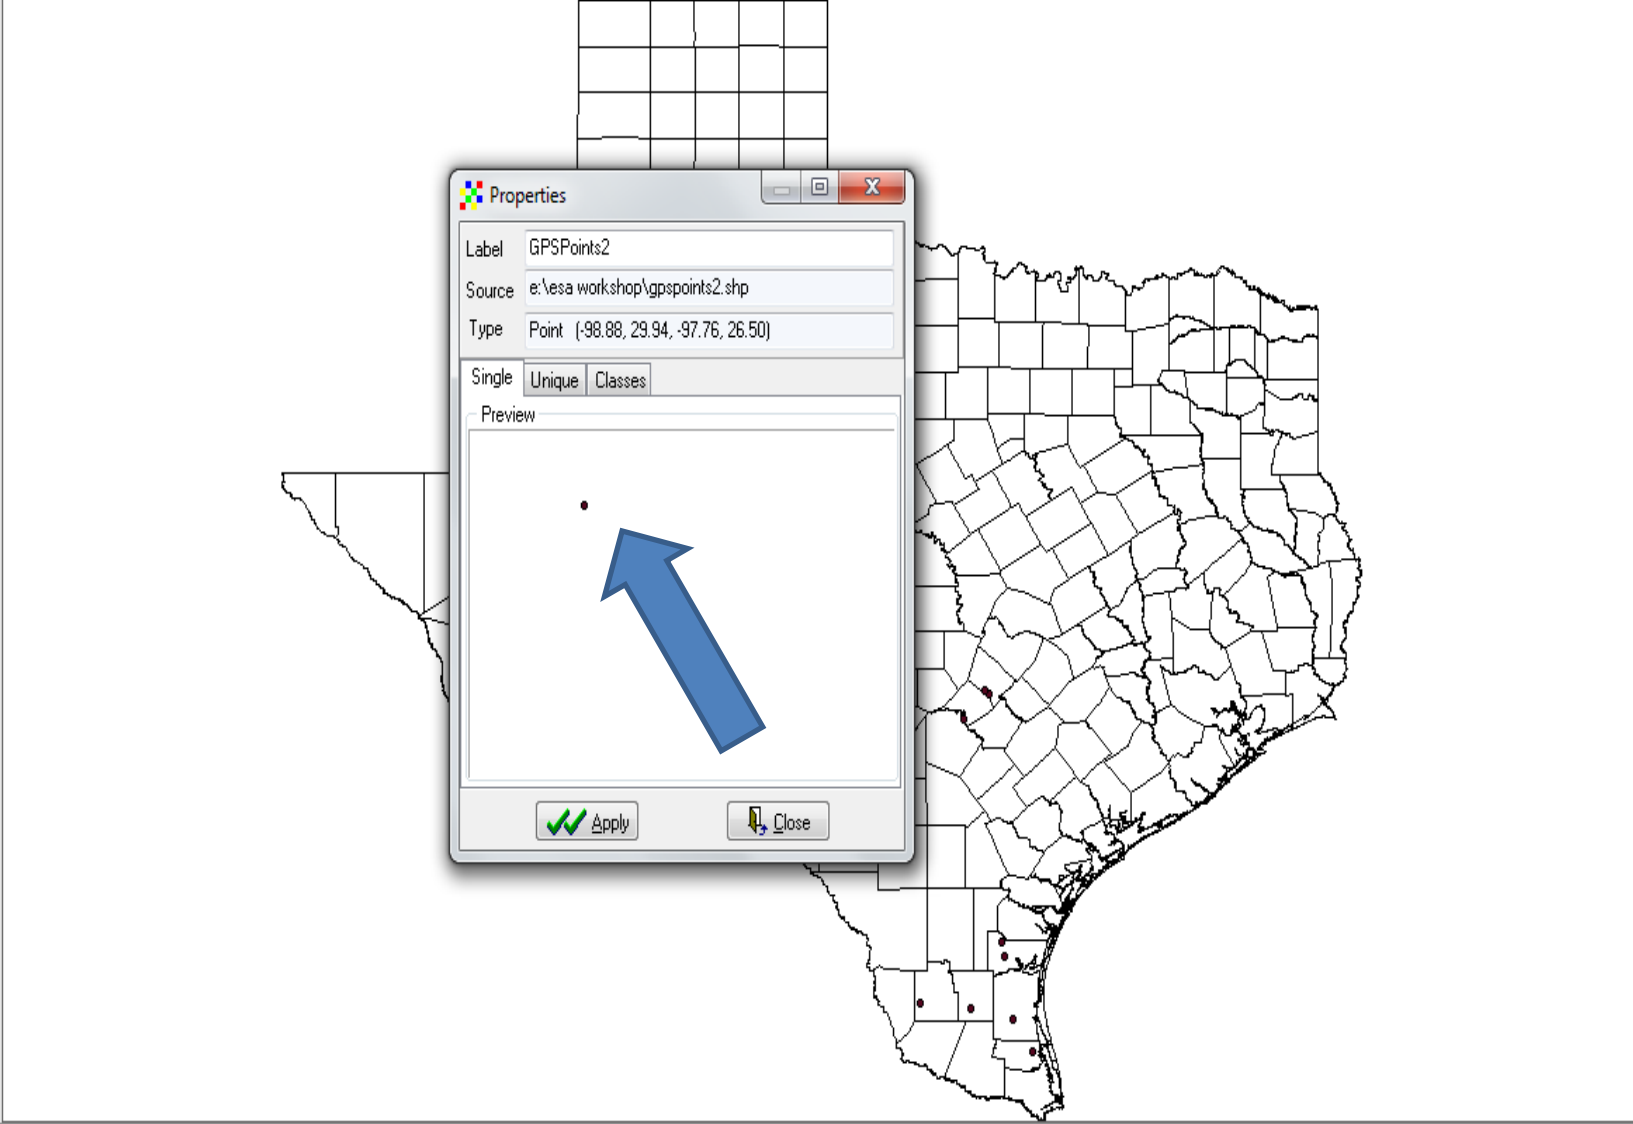 Properties
Label GPSPoints2
Source e:\esa workshop\gpspoints2.shp
Type Point (-98.88, 29.94, -97.76, 26.50)
Single Unique Classes
Preview
Apply Close